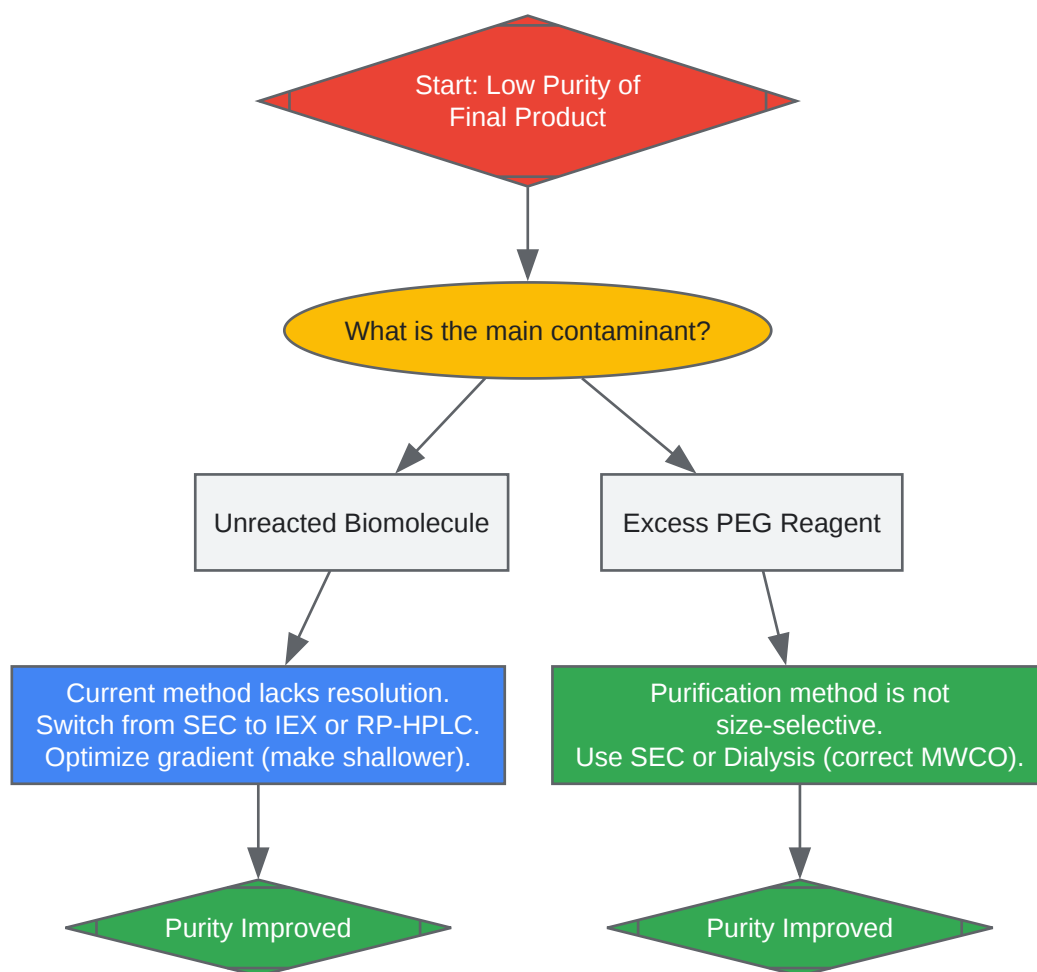 Start: Low Purity of
Final Product
What is the main contaminant?
Unreacted Biomolecule
Excess PEG Reagent
Current method lacks resolution.
Switch from SEC to IEX or RP-HPLC.
Optimize gradient (make shallower).
Purification method is not
size-selective.
Use SEC or Dialysis (correct MWCO).
Purity Improved
Purity Improved